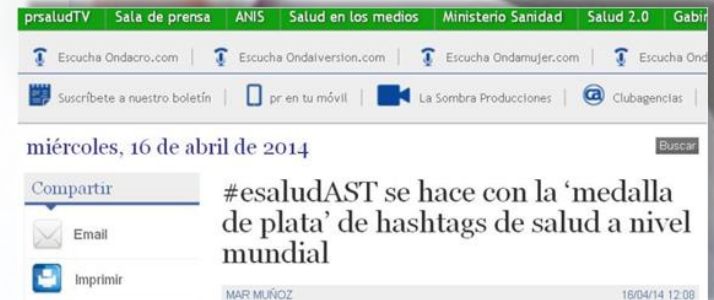 prsaludTV Sala de prensa ANIS Salud en los medios Ministerio Sanidad Salud 2.0
Escucha Ondacro.com | Escucha Ondaiversion.com | Escucha Ondamujer.com | Escucha
Suscríbete a nuestro boletín | pr en tu móvil | La Sombra Producciones | Clubagencias |
miércoles, 16 de abril de 2014
Buscar
Compartir
Email
Imprimir
#esaludAST se hace con la ‘medalla
de plata’ de hashtags de salud a nivel
mundial
MAR MUÑOZ 16/04/14 12:08